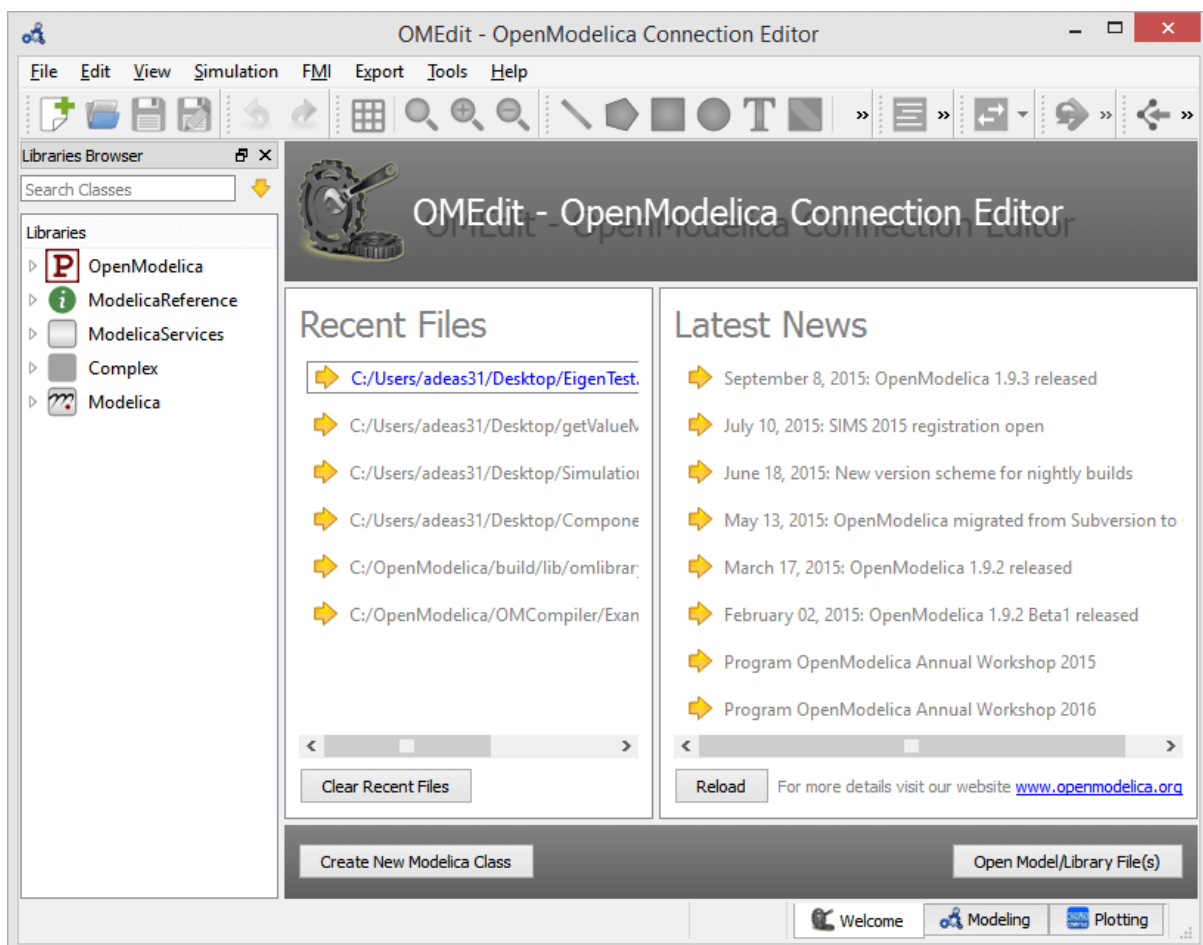 OMEdit - OpenModelica Connection Editor
File Edit View Simulation FMI Export Tools Help
Libraries Browser
Search Classes
Libraries
OpenModelica
ModelicaReference
ModelicaServices
Complex
Modelica
OMEdit - OpenModelica Connection Editor
Recent Files
C:/Users/adeas31/Desktop/EigenTest.
C:/Users/adeas31/Desktop/getValueM
C:/Users/adeas31/Desktop/Simulation
C:/Users/adeas31/Desktop/Compone
C:/OpenModelica/build/lib/omlibrary
C:/OpenModelica/OMCompiler/Exan
Clear Recent Files
Latest News
September 8, 2015: OpenModelica 1.9.3 released
July 10, 2015: SIMS 2015 registration open
June 18, 2015: New version scheme for nightly builds
May 13, 2015: OpenModelica migrated from Subversion to
March 17, 2015: OpenModelica 1.9.2 released
February 02, 2015: OpenModelica 1.9.2 Beta1 released
Program OpenModelica Annual Workshop 2015
Program OpenModelica Annual Workshop 2016
Reload For more details visit our website www.openmodelica.org
Create New Modelica Class
Open Model/Library File(s)
Welcome Modeling Plotting